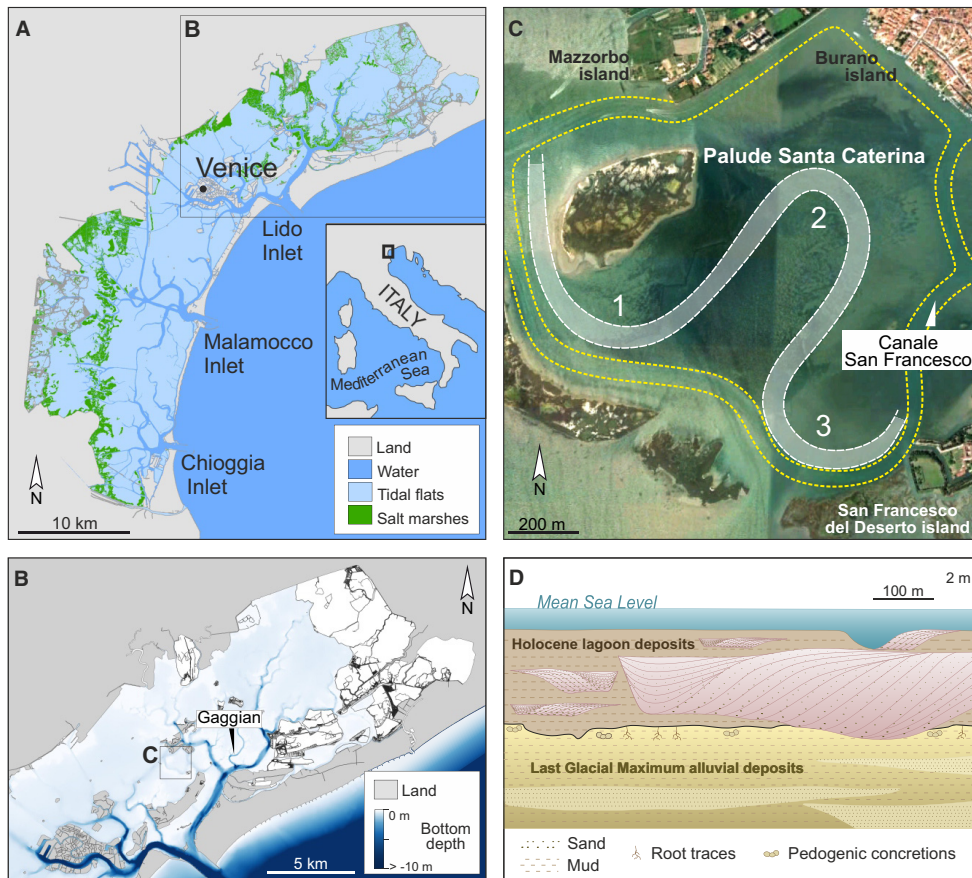 A
B
Venice
Lido
Inlet
ITALY
Mediterranean
Sea
Malamocco
Inlet
Chioggia
Inlet
N
10 km
Land
Water
Tidal flats
Salt marshes
C
Mazzorbo
island
Burano
island
Palude Santa Caterina
1
2
3
Canale
San Francesco
N
200 m
San Francesco
del Deserto island
B
N
Gaggian
C
Land
0 m
Bottom
depth
> -10 m
5 km
D
2 m
100 m
Mean Sea Level
Holocene lagoon deposits
Last Glacial Maximum alluvial deposits
Sand
Mud
Root traces
Pedogenic concretions